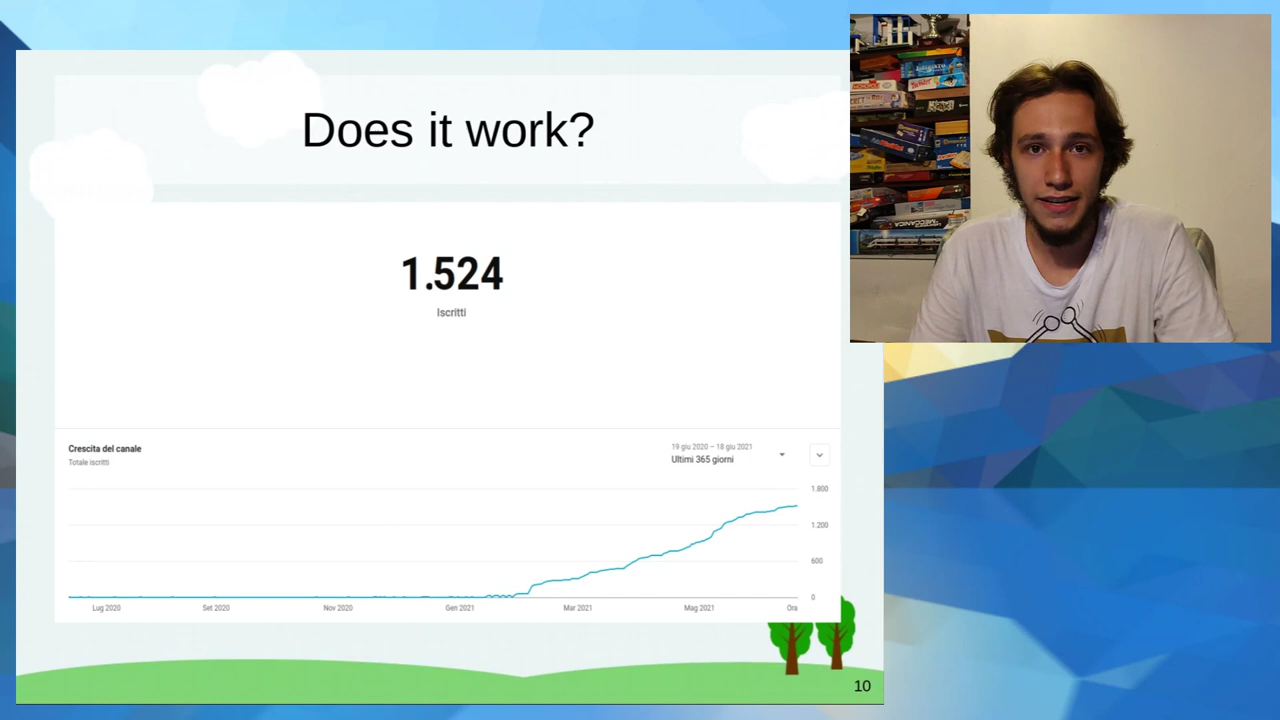 Does it work?
1.524
Iscritti
Crescita del canale
Totale iscritti
19 giu 2020 – 18 giu 2021
Ultimi 365 giorni
1.800
1.200
600
0
Lug 2020
Set 2020
Nov 2020
Gen 2021
Mar 2021
Mag 2021
Ora
10
MECCANICA